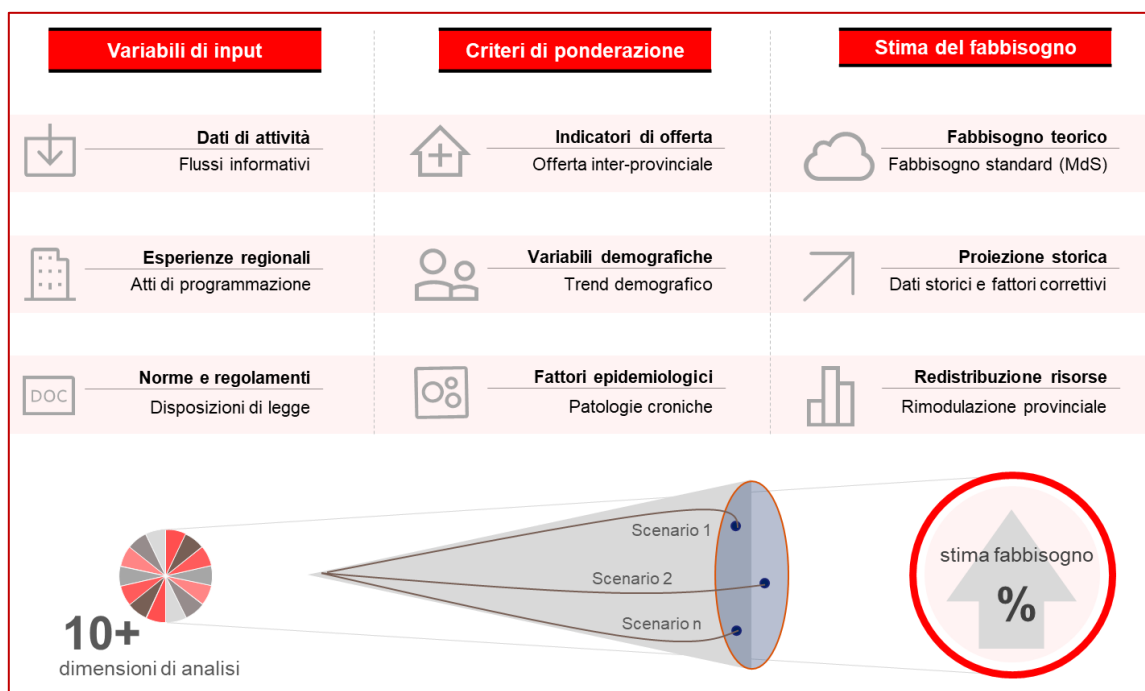 Variabili di input
Criteri di ponderazione
Stima del fabbisogno
Dati di attività
Flussi informativi
Indicatori di offerta
Offerta inter-provinciale
Fabbisogno teorico
Fabbisogno standard (MdS)
Esperienze regionali
Atti di programmazione
Variabili demografiche
Trend demografico
Proiezione storica
Dati storici e fattori correttivi
DOC
Norme e regolamenti
Disposizioni di legge
Fattori epidemiologici
Patologie croniche
Redistribuzione risorse
Rimodulazione provinciale
10+
dimensioni di analisi
Scenario 1
Scenario 2
Scenario n
stima fabbisogno
%